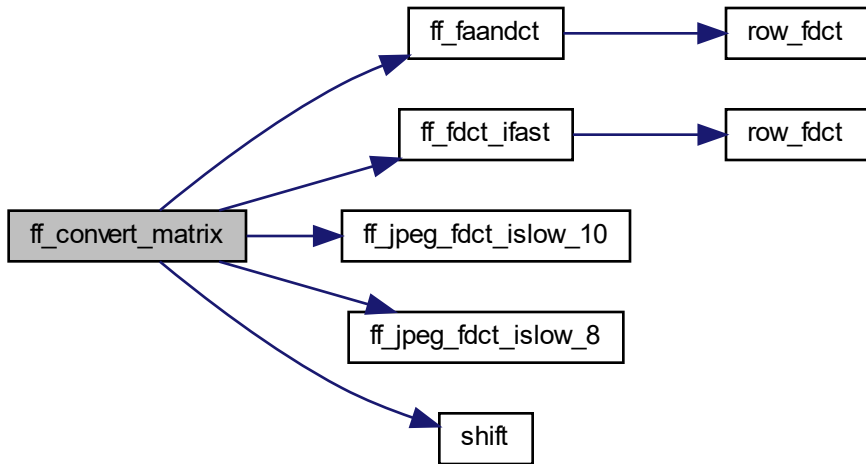 ff_faandct
row_fdct
ff_fdct_ifast
row_fdct
ff_convert_matrix
ff_jpeg_fdct_islow_10
ff_jpeg_fdct_islow_8
shift